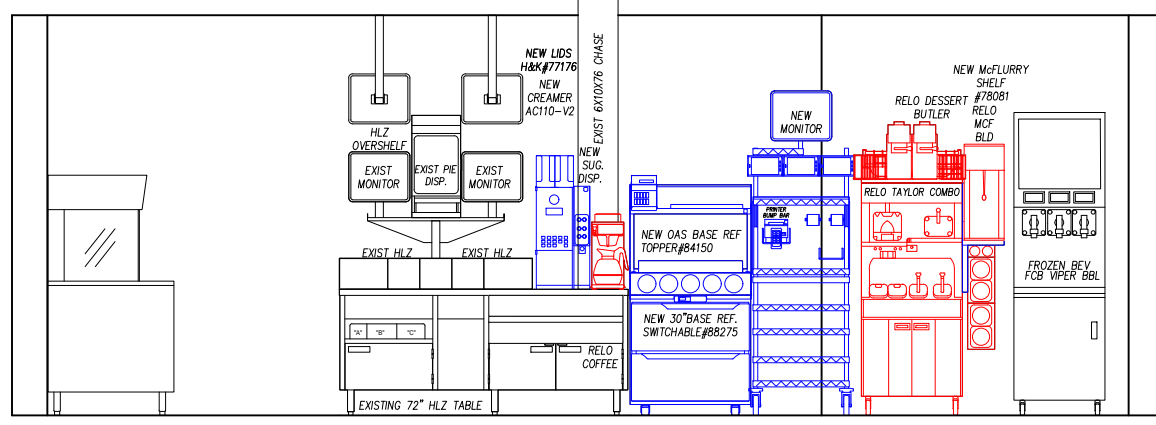 NEW LIDS
H&K#77176
NEW
CREAMER
AC110-V2
EXIST 6X10X76 CHASE
HLZ
OVERSHELF
EXIST
MONITOR
EXIST PIE
DISP.
EXIST
MONITOR
NEW
SUG.
DISP.
NEW
MONITOR
RELO DESSERT
BUTLER
NEW McFLURRY
SHELF
#78081
RELO
MCF
BLD
RELO TAYLOR COMBO
PRINTER
BUMP BAR
NEW OAS BASE REF
TOPPER#84150
EXIST HLZ
EXIST HLZ
FROZEN BEV
FCB VIPER BBL
NEW 30"BASE REF.
SWITCHABLE#88275
"A"
"B"
"C"
RELO
COFFEE
EXISTING 72" HLZ TABLE